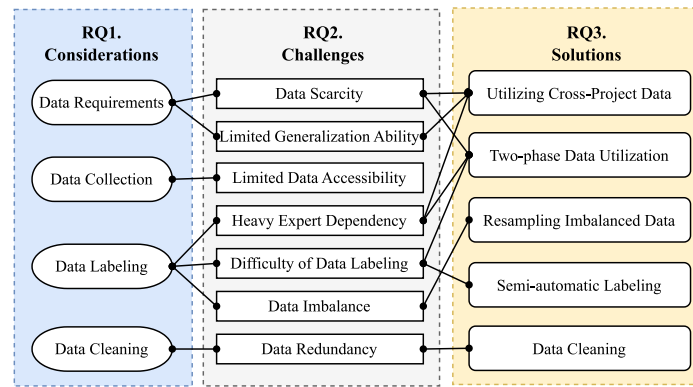 RQ1.
Considerations
Data Requirements
Data Collection
Data Labeling
Data Cleaning
RQ2.
Challenges
Data Scarcity
Limited Generalization Ability
Limited Data Accessibility
Heavy Expert Dependency
Difficulty of Data Labeling
Data Imbalance
Data Redundancy
RQ3.
Solutions
Utilizing Cross-Project Data
Two-phase Data Utilization
Resampling Imbalanced Data
Semi-automatic Labeling
Data Cleaning